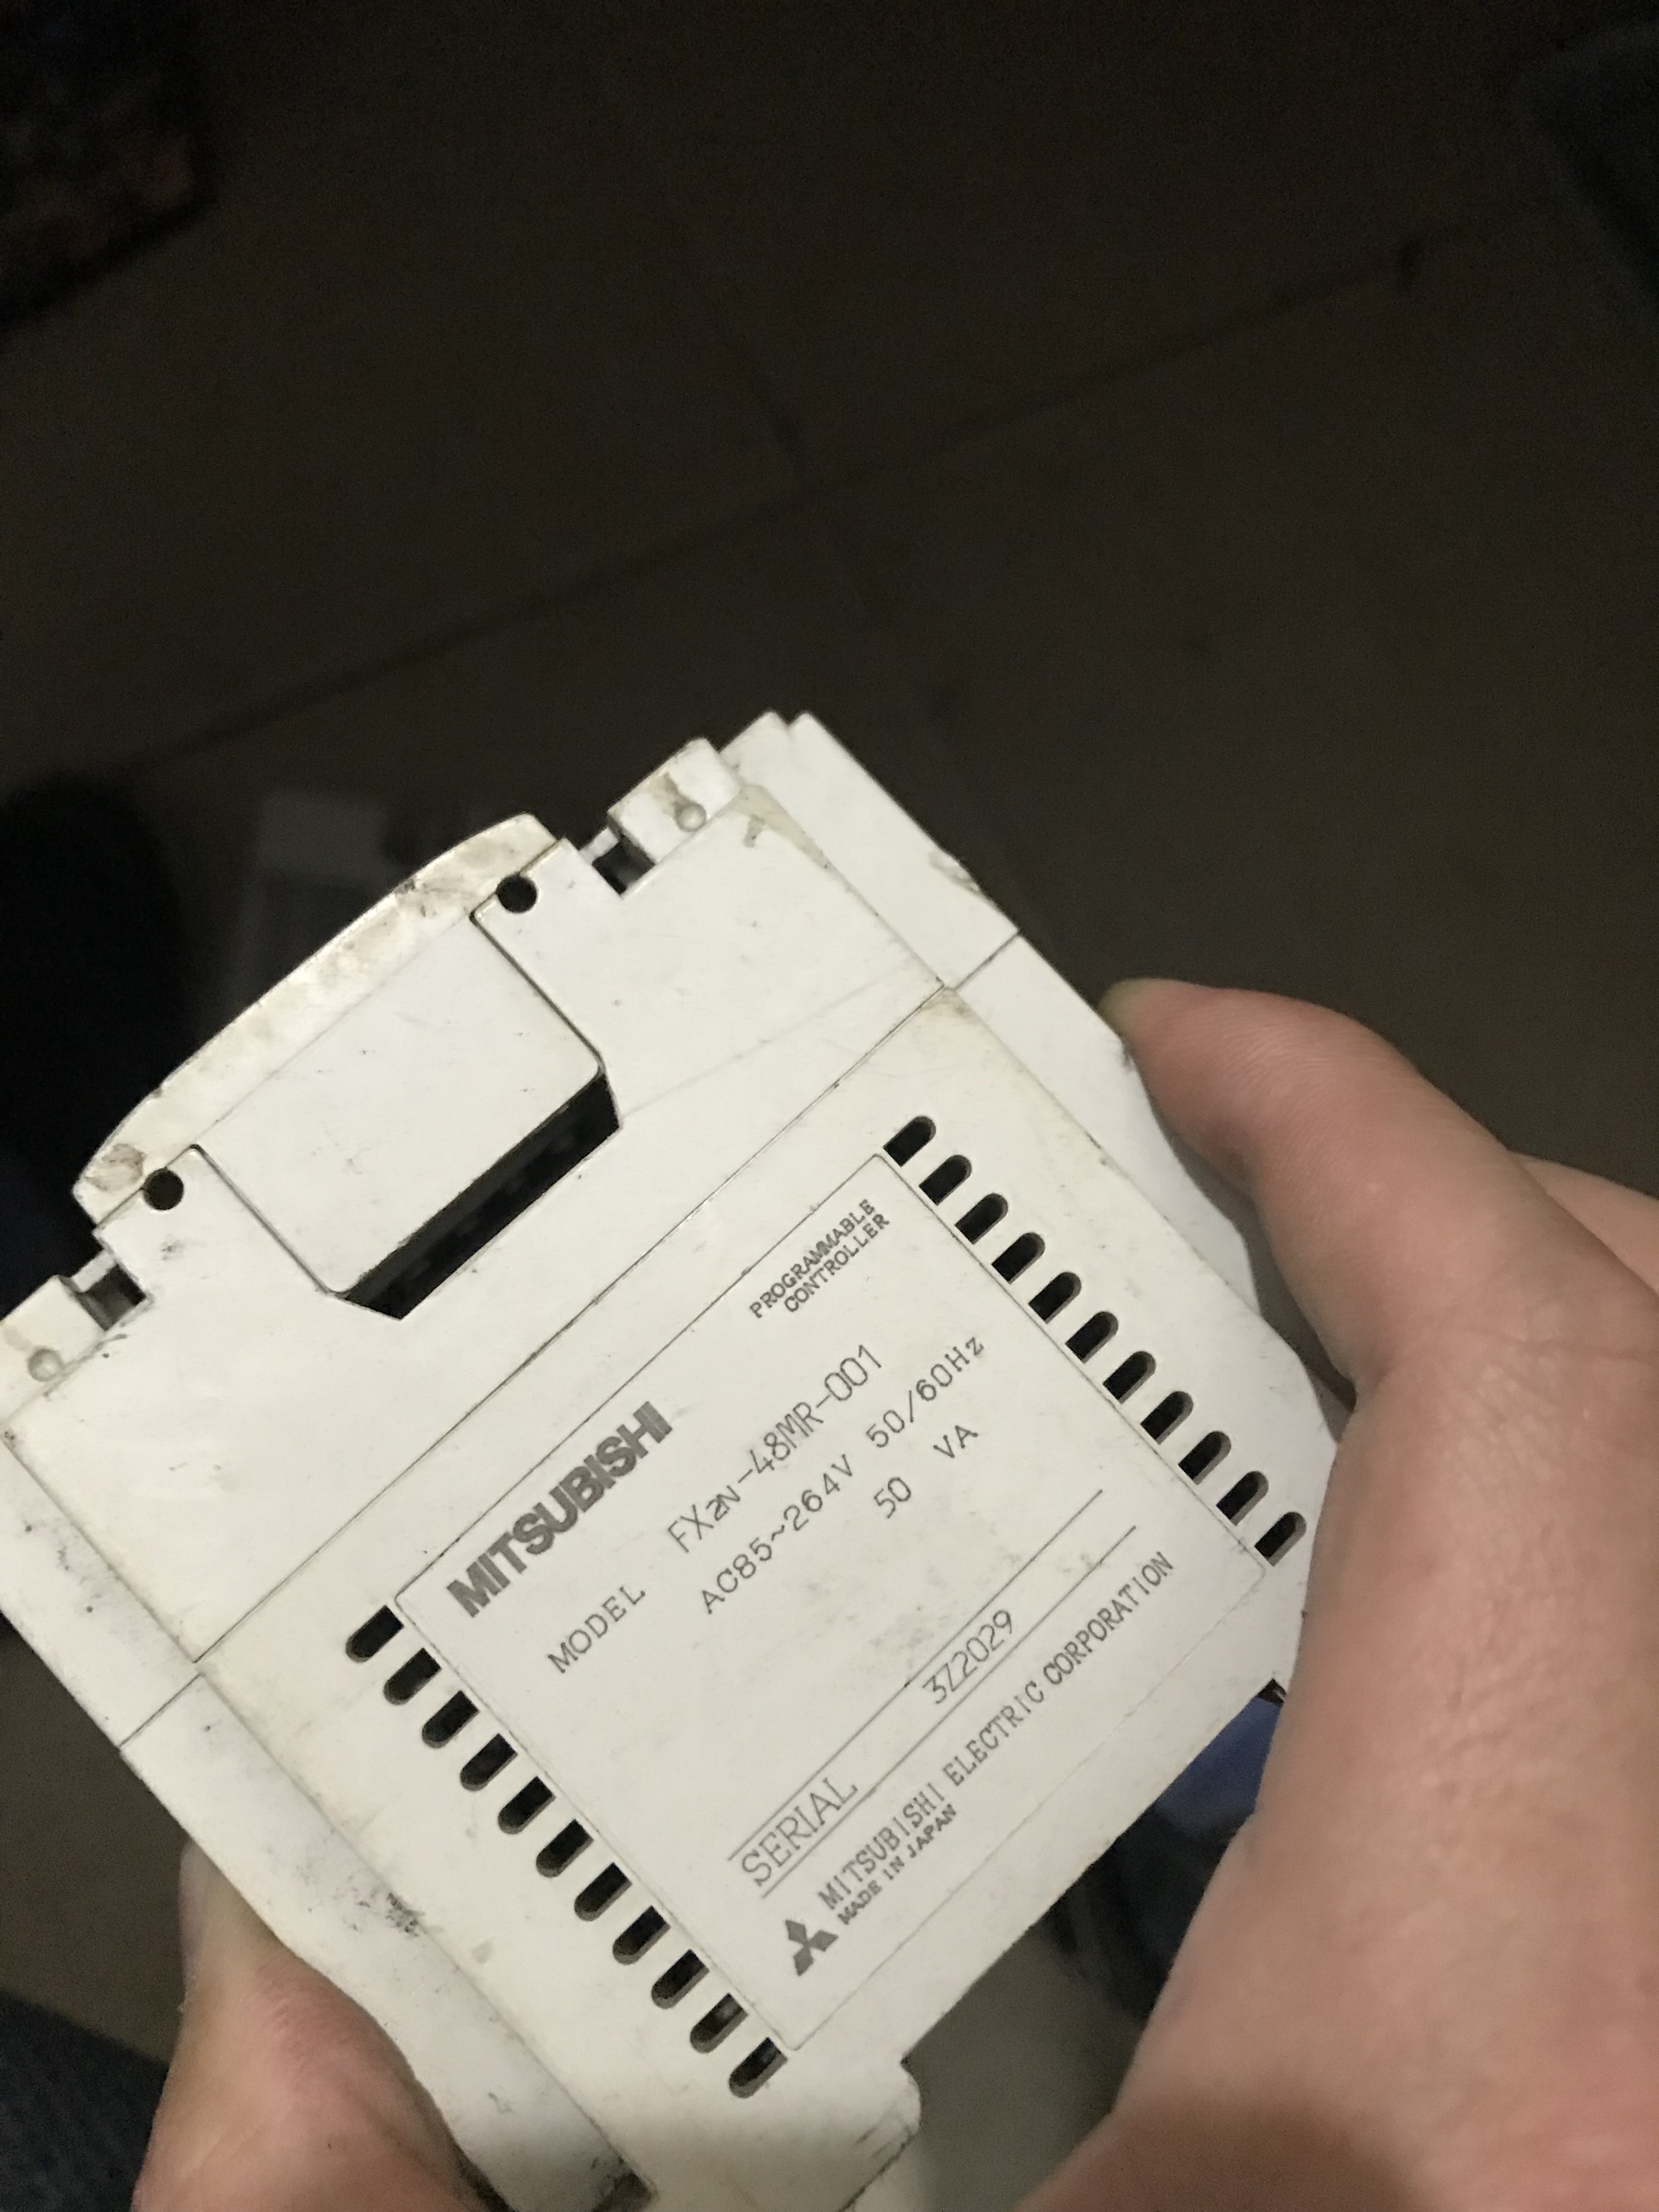 PROGRAMMABLE
CONTROLLER
MITSUBISHI
MODEL FX2N-48MR-001
AC85~264V 50/60Hz
50 VA
SERIAL 3Z2029
MITSUBISHI ELECTRIC CORPORATION
MADE IN JAPAN